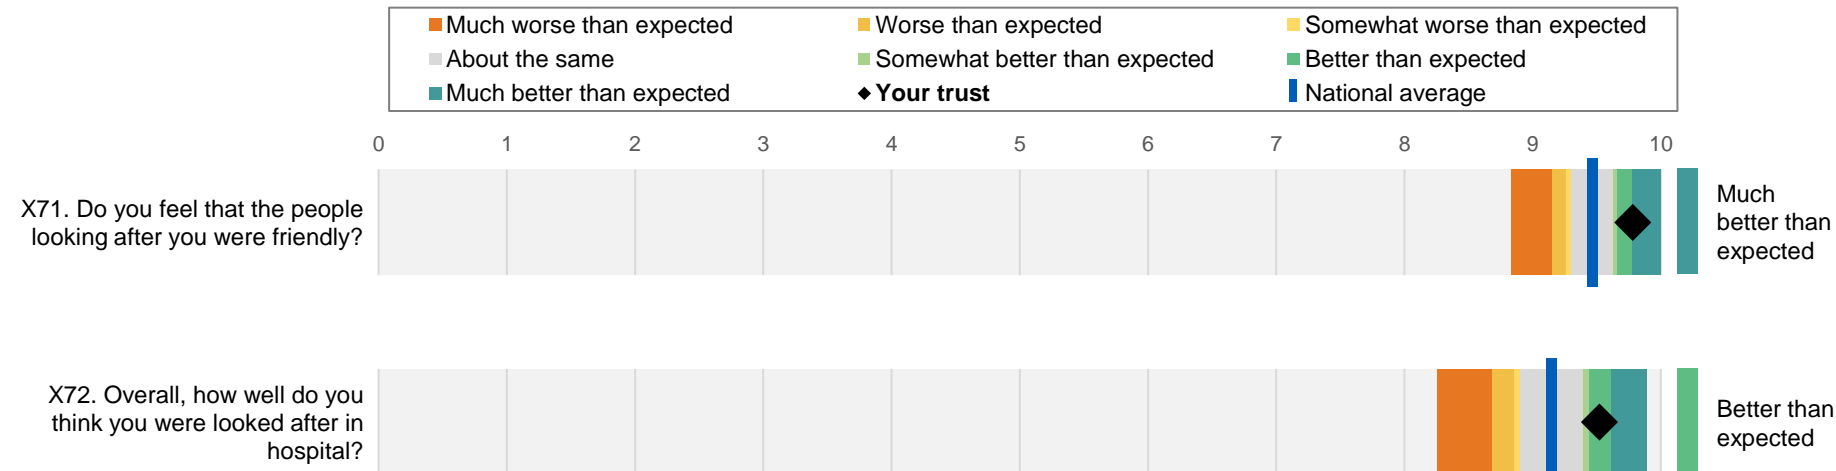 Much worse than expected
Worse than expected
Somewhat worse than expected
About the same
Somewhat better than expected
Better than expected
Much better than expected
Your trust
National average
0 1 2 3 4 5 6 7 8 9 10
X71. Do you feel that the people
looking after you were friendly?
Much
better than
expected
X72. Overall, how well do you
think you were looked after in
hospital?
Better than
expected